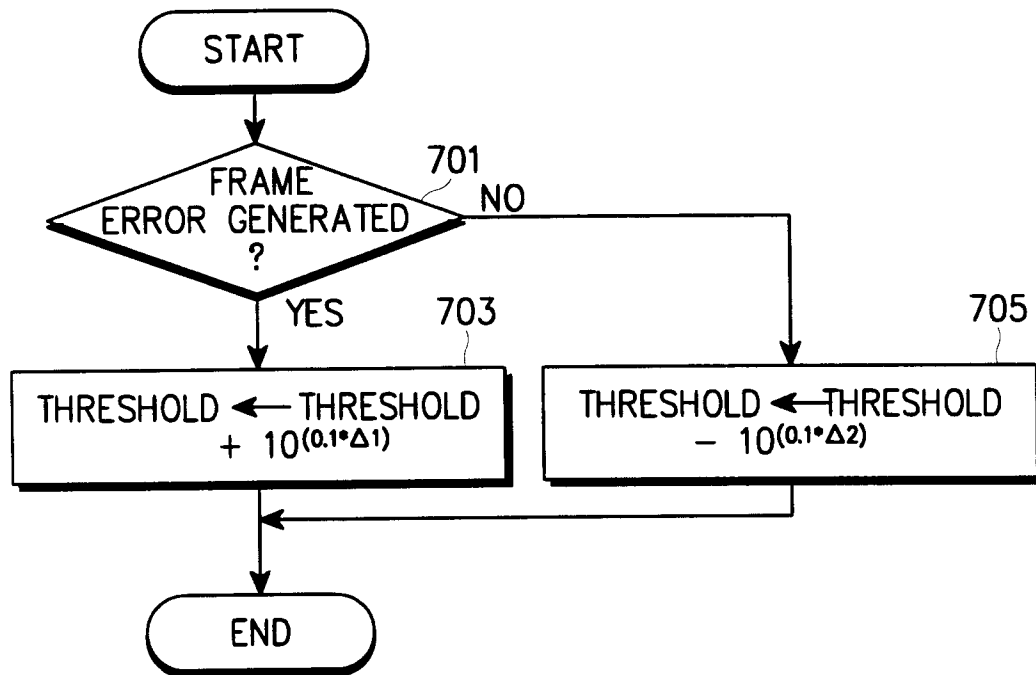 START
701
FRAME
ERROR GENERATED
?
NO
YES
703
THRESHOLD ← THRESHOLD
+ 10^(0.1*Δ1)
705
THRESHOLD ← THRESHOLD
- 10^(0.1*Δ2)
END